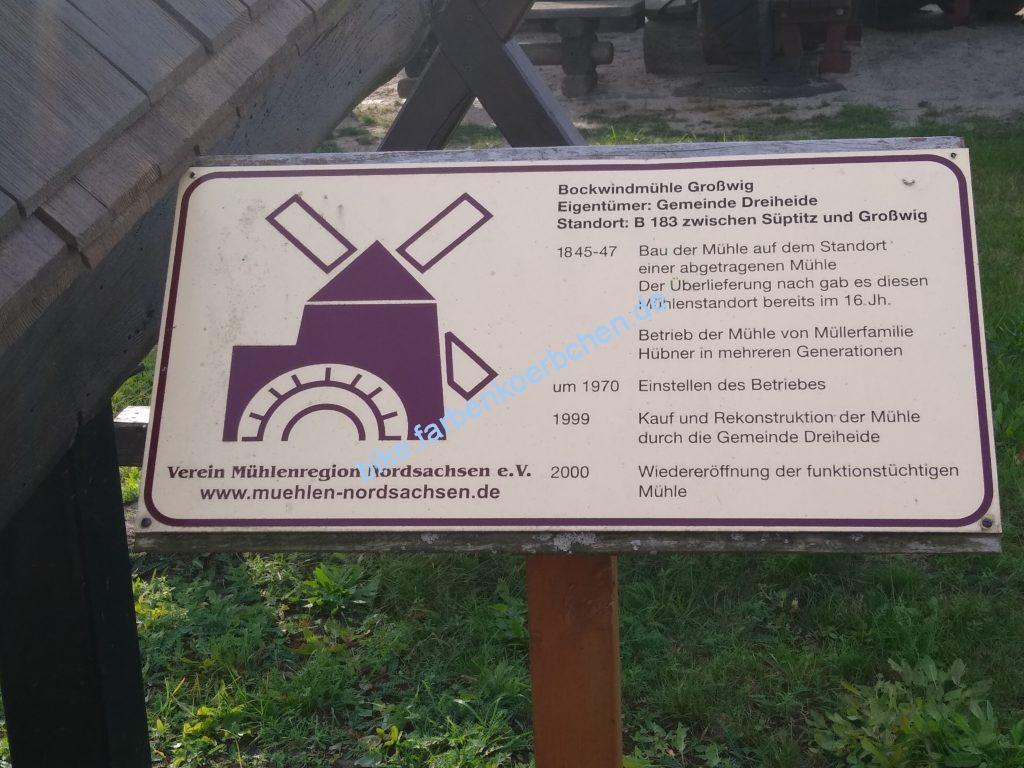 Bockwindmühle Großwig
Eigentümer: Gemeinde Dreiheide
Standort: B 183 zwischen Süptitz und Großwig
1845-47 Bau der Mühle auf dem Standort
einer abgetragenen Mühle
Der Überlieferung nach gab es diesen
Mühlenstandort bereits im 16.Jh.
Betrieb der Mühle von Müllerfamilie
Hübner in mehreren Generationen
um 1970 Einstellen des Betriebes
1999 Kauf und Rekonstruktion der Mühle
durch die Gemeinde Dreiheide
2000 Wiedereröffnung der funktionstüchtigen
Mühle
Verein Mühlenregion Nordsachsen e.V.
www.muehlen-nordsachsen.de
bike.farbenkoerbchen.de